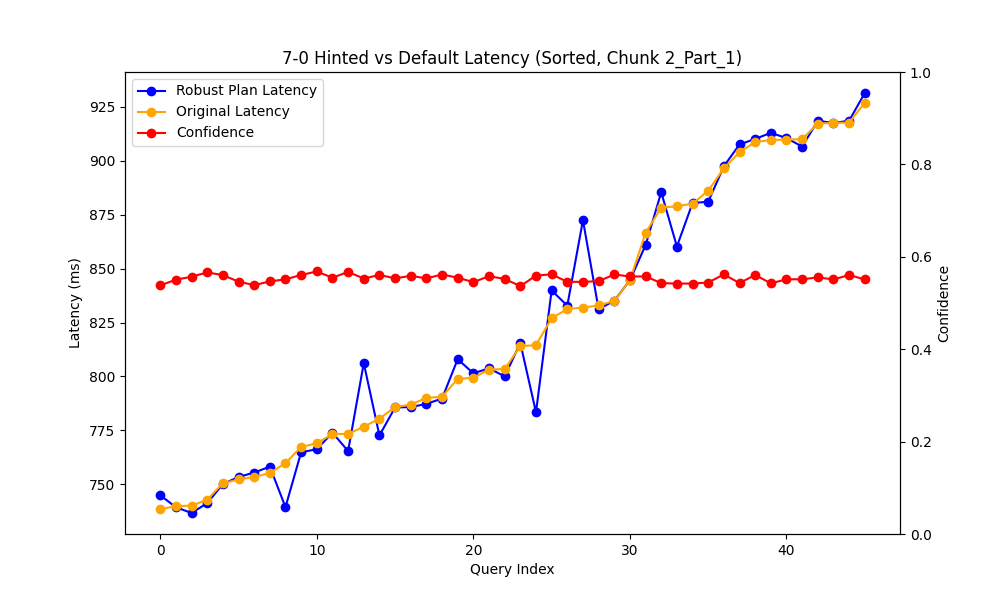 7-0 Hinted vs Default Latency (Sorted, Chunk 2_Part_1)
Robust Plan Latency
Original Latency
Confidence
925
900
875
850
825
800
775
750
Latency (ms)
1.0
0.8
0.6
0.4
0.2
0.0
Confidence
0
10
20
30
40
Query Index